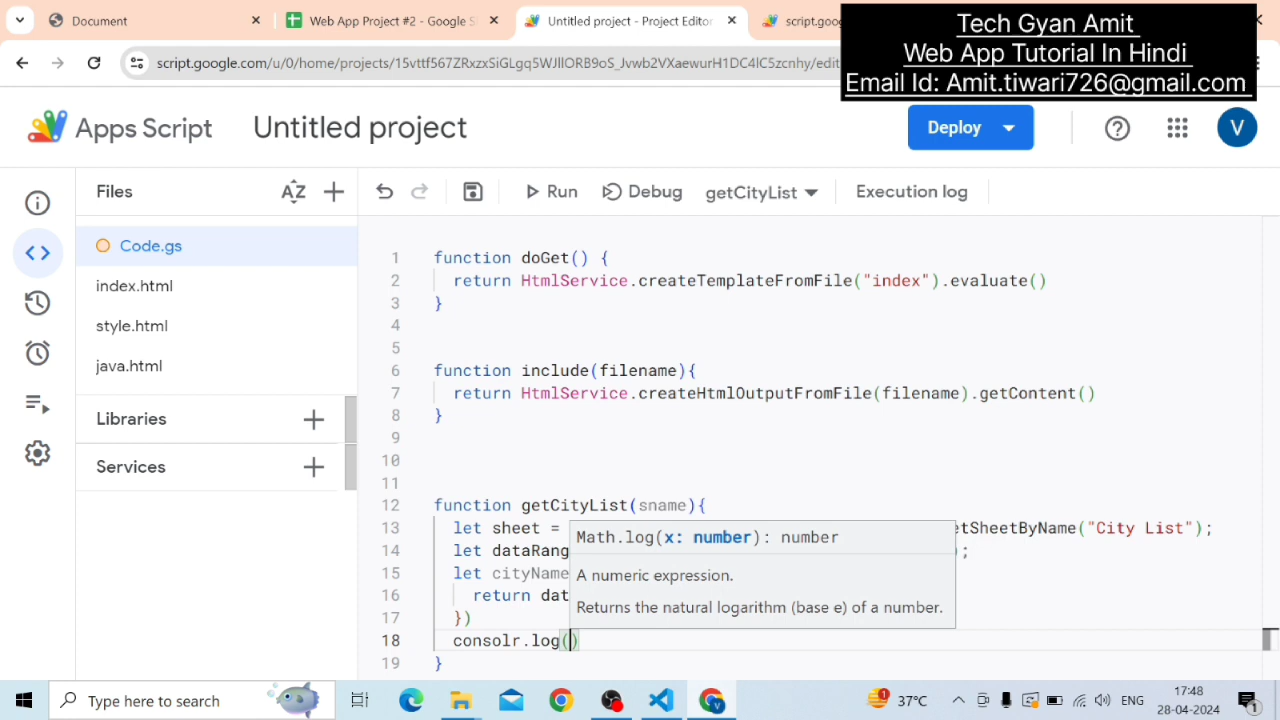 Document
Web App Project #2 - Google S
Untitled project - Project Editor
script.goo
Tech Gyan Amit
Web App Tutorial In Hindi
Email Id: Amit.tiwari726@gmail.com
script.google.com/u/0/home/projects/15vttf567ZRxzxSiGLgq5WJllORB9oS_Jvwb2VXaewurH1DC4lC5zcnhy/edit
Apps Script
Untitled project
Deploy
V
Files
AZ
Run
Debug
getCityList
Execution log
Code.gs
index.html
style.html
java.html
Libraries
Services
1 function doGet() {
2 return HtmlService.createTemplateFromFile("index").evaluate()
3 }
4
5
6 function include(filename){
7 return HtmlService.createHtmlOutputFromFile(filename).getContent()
8 }
9
10
11
12 function getCityList(sname){
13 let sheet = etSheetByName("City List");
14 let dataRang );
15 let cityName
16 return dat
17 })
18 consolr.log()
19 }
Math.log(x: number): number
A numeric expression.
Returns the natural logarithm (base e) of a number.
Type here to search
1
37°C
ENG
17:48
28-04-2024
1